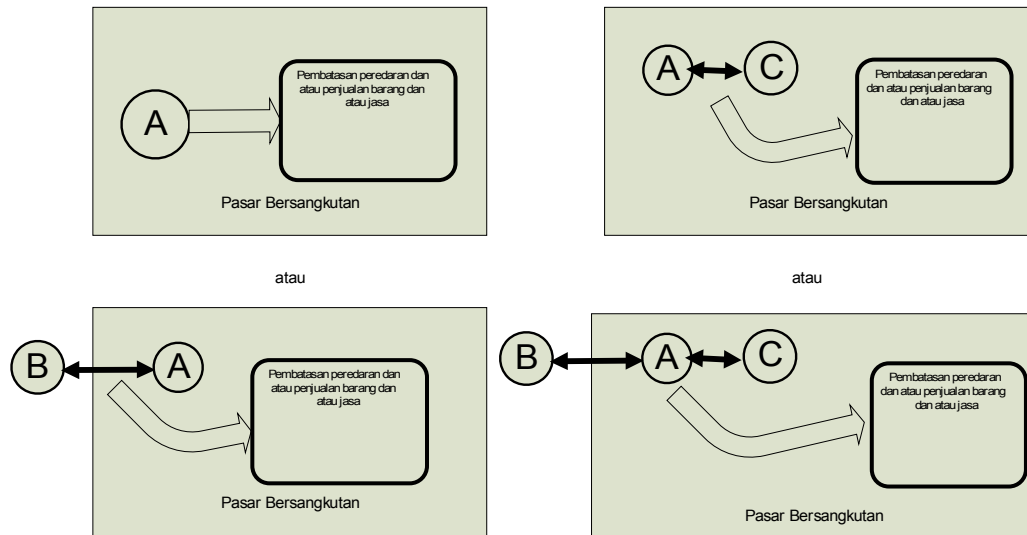 A
Pembatasan peredaran dan
atau penjualan barang dan
atau jasa
Pasar Bersangkutan
A
C
Pembatasan peredaran
dan atau penjualan barang
dan atau jasa
Pasar Bersangkutan
atau
atau
B
A
Pembatasan peredaran dan
atau penjualan barang dan
atau jasa
Pasar Bersangkutan
B
A
C
Pembatasan peredaran
dan atau penjualan barang
dan atau jasa
Pasar Bersangkutan